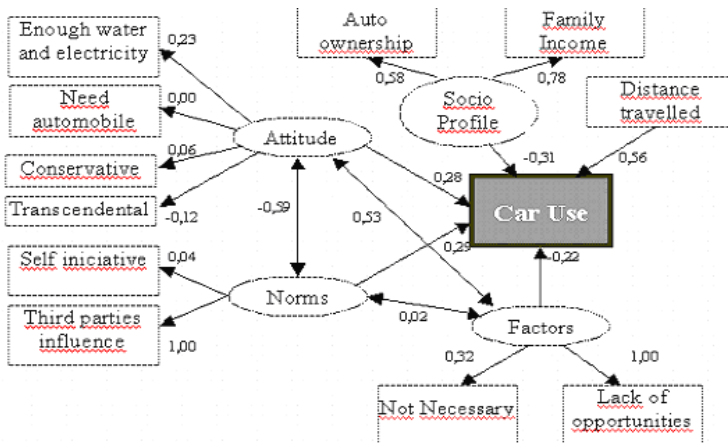 Enough water
and electricity
0,23
Need
automobile
0,00
Conservative
0,06
Transcendental
-0,12
Self iniciative
0,04
Third parties
influence
1,00
Attitude
-0,59
Norms
Auto
ownership
0,58
Family
Income
0,78
Socio
Profile
-0,31
Distance
travelled
0,56
0,28
0,53
Car Use
0,29
-0,22
0,02
Factors
0,32
1,00
Not Necessary
Lack of
opportunities